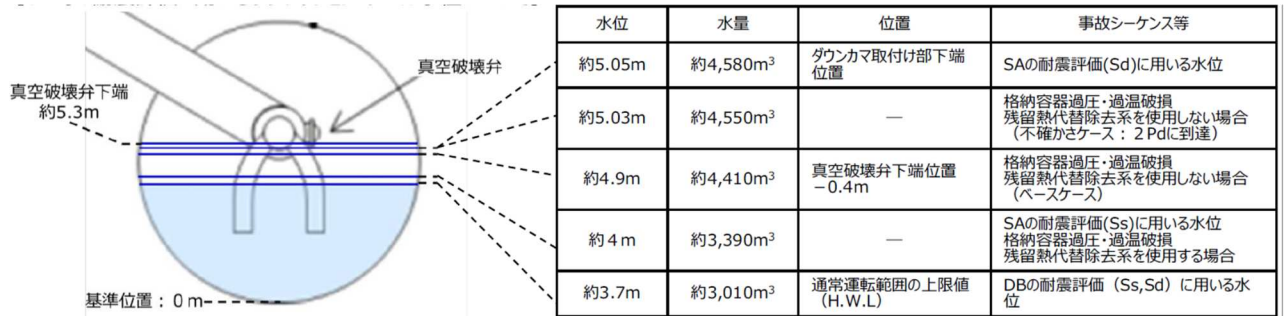 真空破壊弁
真空破壊弁下端
約5.3m
基準位置：０m
水位 水量 位置 事故シーケンス等
約5.05m 約4,580m³ ダウンカマ取付け部下端
位置 SAの耐震評価(Sd)に用いる水位
約5.03m 約4,550m³ ― 格納容器過圧・過温破損
残留熱代替除去系を使用しない場合
（不確かさケース：２Pdに到達）
約4.9m 約4,410m³ 真空破壊弁下端位置
－0.4m 格納容器過圧・過温破損
残留熱代替除去系を使用しない場合
（ベースケース）
約４m 約3,390m³ ― SAの耐震評価(Ss)に用いる水位
格納容器過圧・過温破損
残留熱代替除去系を使用する場合
約3.7m 約3,010m³ 通常運転範囲の上限値
（H.W.L） DBの耐震評価（Ss,Sd）に用いる水
位